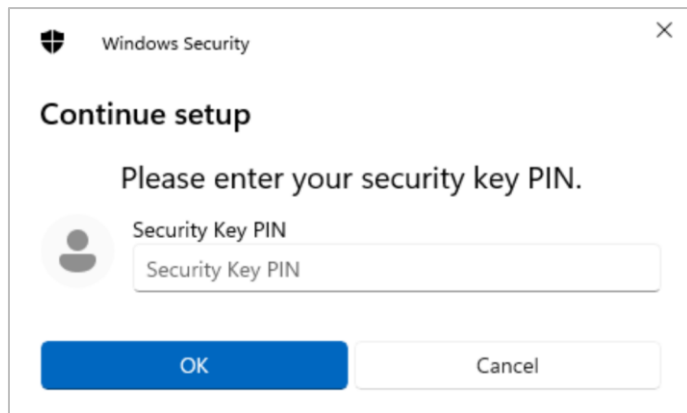 Windows Security
Continue setup
Please enter your security key PIN.
Security Key PIN
Security Key PIN
OK
Cancel